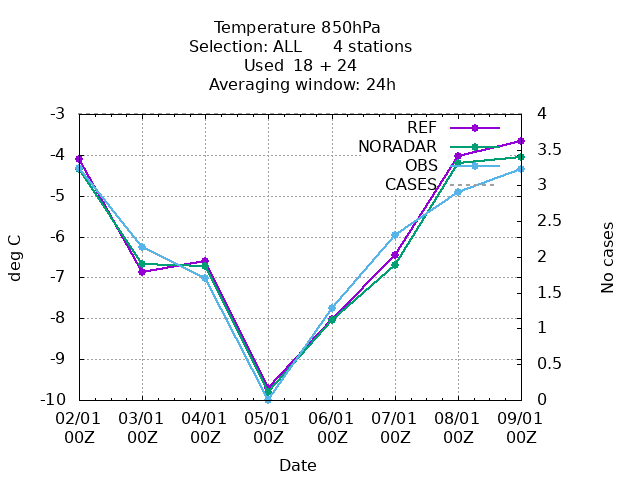 Temperature 850hPa
Selection: ALL 4 stations
Used 18 + 24
Averaging window: 24h
-3 4
REF
NORADAR
-4 3.5
OBS
CASES
-5 3
2.5
-6
deg C
No cases
2
-7
1.5
-8
1
-9
0.5
-10 0
02/01 03/01 04/01 05/01 06/01 07/01 08/01 09/01
00Z 00Z 00Z 00Z 00Z 00Z 00Z 00Z
Date